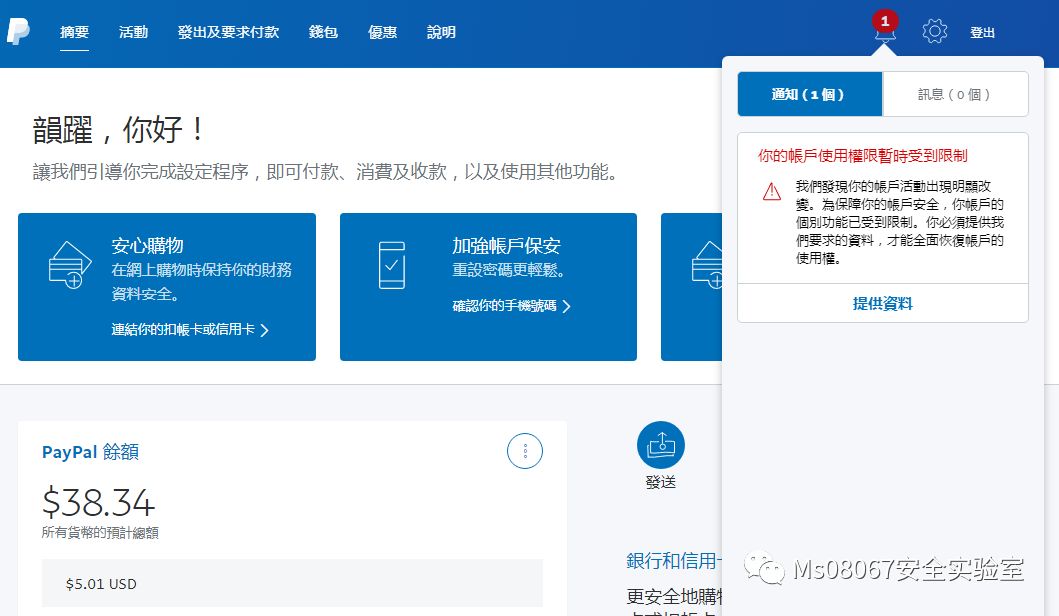 摘要 活動 發出及要求付款 錢包 優惠 說明 1 登出
通知 ( 1 個 ) 訊息 ( 0 個 )
韻躍，你好！
讓我們引導你完成設定程序，即可付款、消費及收款，以及使用其他功能。
你的帳戶使用權限暫時受到限制
我們發現你的帳戶活動出現明顯改
變。為保障你的帳戶安全，你帳戶的
個別功能已受到限制。你必須提供我
們要求的資料，才能全面恢復帳戶的
使用權。
提供資料
安心購物
在網上購物時保持你的財務
資料安全。
連結你的扣帳卡或信用卡
加強帳戶保安
重設密碼更輕鬆。
確認你的手機號碼
PayPal 餘額
$38.34
所有貨幣的預計總額
$5.01 USD
發送
銀行和信用卡
更安全地購物
Ms08067安全实验室